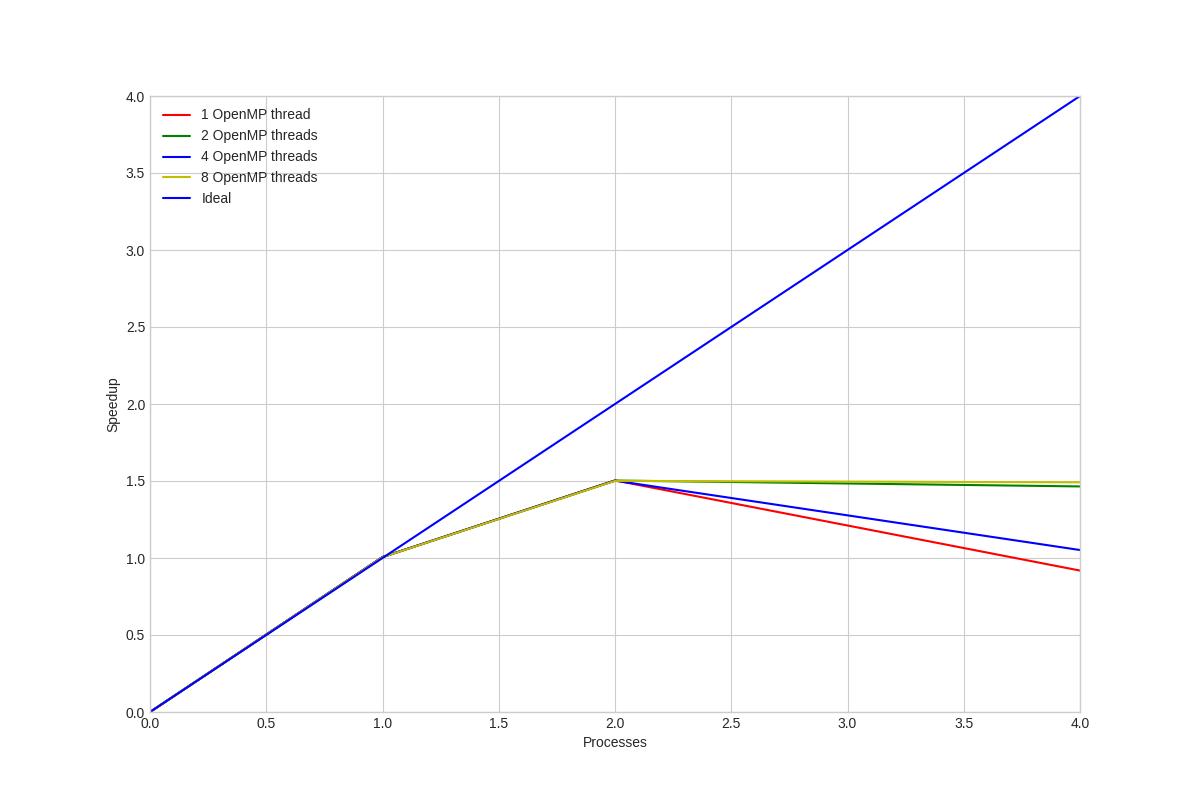 4.0
3.5
3.0
2.5
2.0
1.5
1.0
0.5
0.0
Speedup
1 OpenMP thread
2 OpenMP threads
4 OpenMP threads
8 OpenMP threads
Ideal
0.0 0.5 1.0 1.5 2.0 2.5 3.0 3.5 4.0
Processes